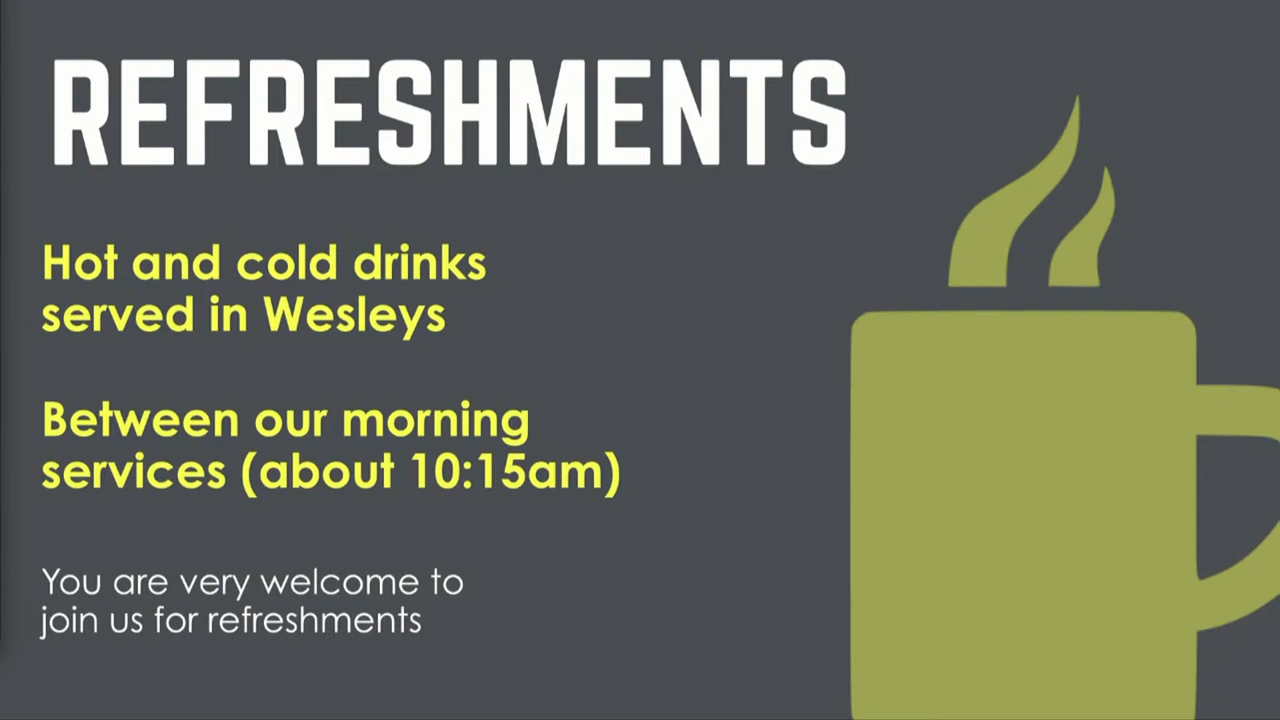 REFRESHMENTS
Hot and cold drinks
served in Wesleys
Between our morning
services (about 10:15am)
You are very welcome to
join us for refreshments